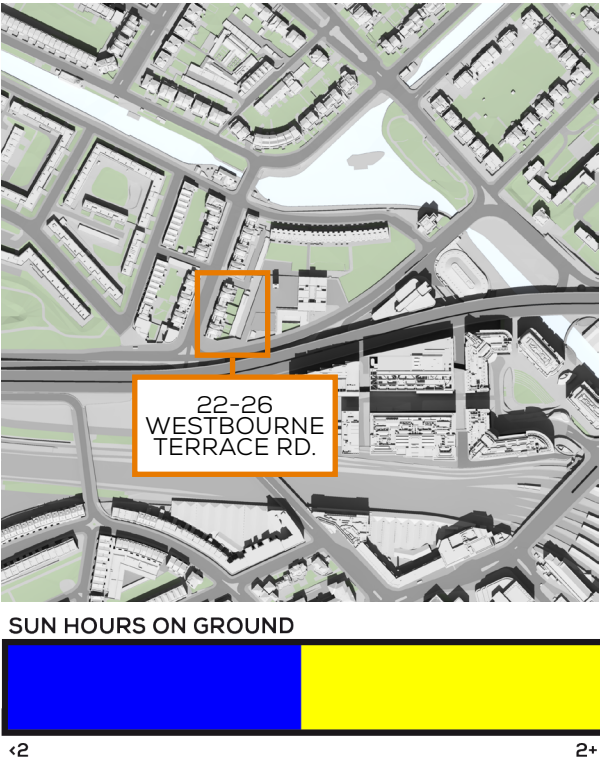 22-26
WESTBOURNE
TERRACE RD.
SUN HOURS ON GROUND
<2 2+